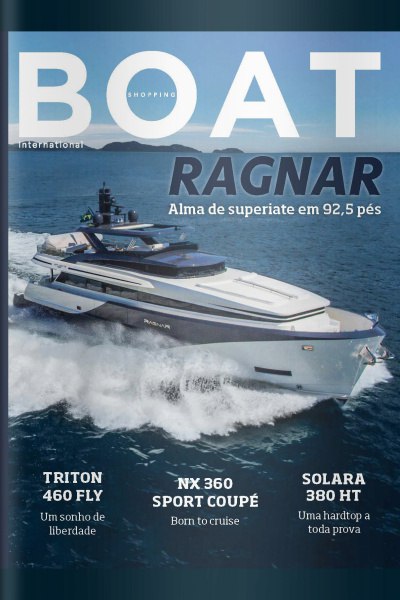 BOAT
SHOPPING
International
RAGNAR
Alma de superiate em 92,5 pés
RAGNAR
TRITON
460 FLY
Um sonho de
liberdade
NX 360
SPORT COUPÉ
Born to cruise
SOLARA
380 HT
Uma hardtop a
toda prova